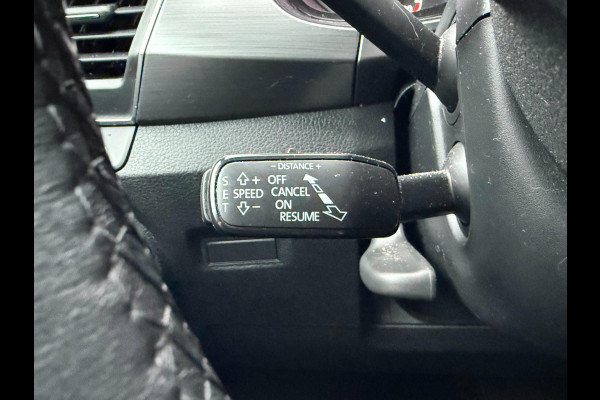 − DISTANCE +
S + OFF
E SPEED CANCEL
T − ON
RESUME